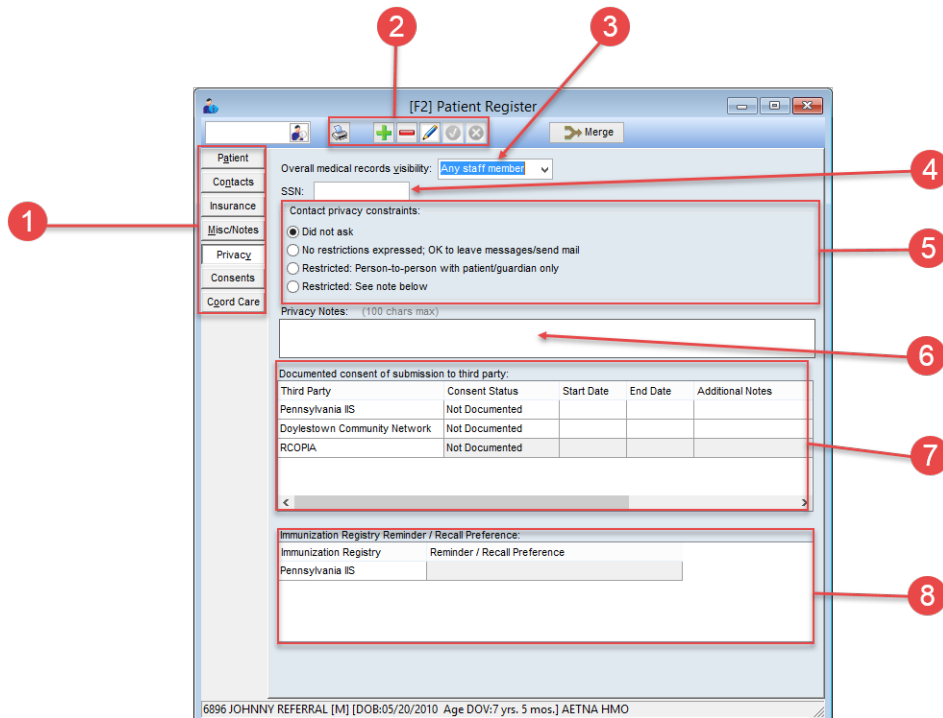 2
3
[F2] Patient Register
Merge
Patient
Contacts
Insurance
Misc/Notes
Privacy
Consents
Coord Care
1
Overall medical records visibility: Any staff member
4
SSN:
Contact privacy constraints:
Did not ask
No restrictions expressed; OK to leave messages/send mail
Restricted: Person-to-person with patient/guardian only
Restricted: See note below
5
Privacy Notes: (100 chars max)
6
Documented consent of submission to third party:
Third Party Consent Status Start Date End Date Additional Notes
Pennsylvania IIS Not Documented
Doylestown Community Network Not Documented
RCOPIA Not Documented
7
Immunization Registry Reminder / Recall Preference:
Immunization Registry Reminder / Recall Preference
Pennsylvania IIS
8
6896 JOHNNY REFERRAL [M] [DOB:05/20/2010 Age DOV:7 yrs. 5 mos.] AETNA HMO